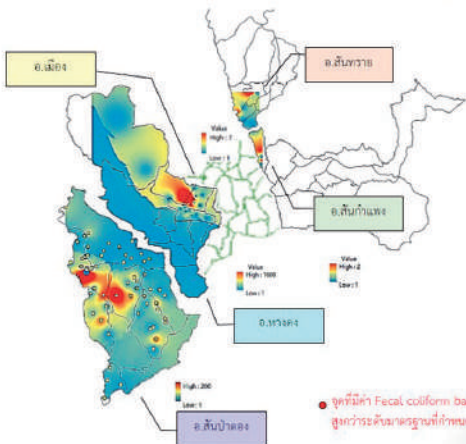 อ.เมือง
อ.สันทราย
Value
High : 7
Low : 1
อ.สันกำแพง
Value
High : 1600
Low : 1
Value
High : 2
Low : 1
อ.หางดง
High : 260
Low : 1
อ.สันป่าตอง
จุดที่มีค่า Fecal coliform ba
สูงกว่าระดับมาตรฐานที่กำหน